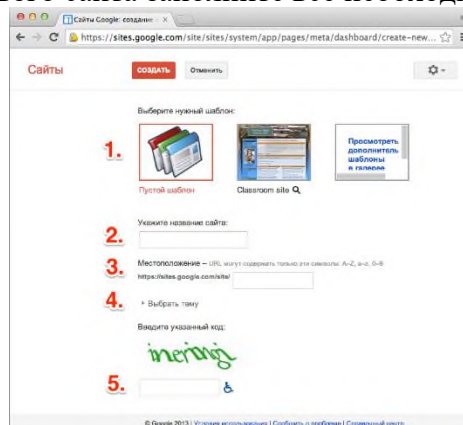 Сайты Google: создание
https://sites.google.com/site/sites/system/app/pages/meta/dashboard/create-new...
Сайты
СОЗДАТЬ
Отменить
Выберите нужный шаблон:
1.
Просмотреть
дополнитель
шаблоны
в галерее
Пустой шаблон
Classroom site
Укажите название сайта:
2.
3.
Местоположение – URL могут содержать только эти символы: A–Z, a–z, 0–9
https://sites.google.com/site/
4.
Выбрать тему
Введите указанный код:
5.
© Google 2013 | Условия использования | Сообщить о проблеме | Справочный центр